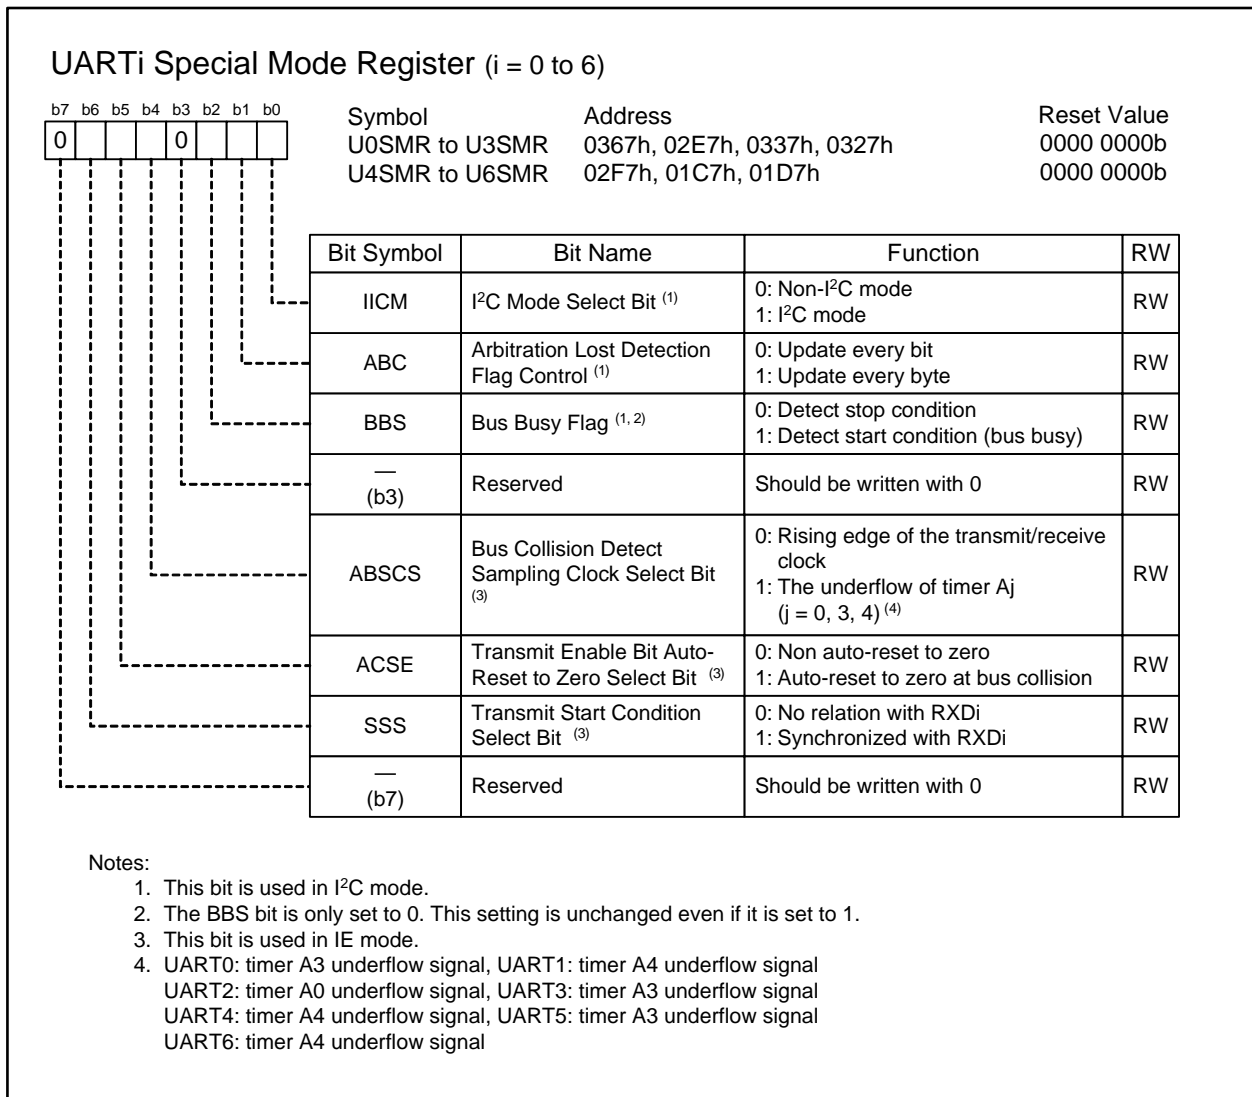 UARTi Special Mode Register (i = 0 to 6)
b7 b6 b5 b4 b3 b2 b1 b0
0 0
Symbol Address Reset Value
U0SMR to U3SMR 0367h, 02E7h, 0337h, 0327h 0000 0000b
U4SMR to U6SMR 02F7h, 01C7h, 01D7h 0000 0000b
Bit Symbol Bit Name Function RW
IICM I²C Mode Select Bit (1) 0: Non-I²C mode RW
1: I²C mode
ABC Arbitration Lost Detection 0: Update every bit RW
Flag Control (1) 1: Update every byte
BBS Bus Busy Flag (1, 2) 0: Detect stop condition RW
1: Detect start condition (bus busy)
— (b3) Reserved Should be written with 0 RW
ABSCS Bus Collision Detect 0: Rising edge of the transmit/receive RW
Sampling Clock Select Bit clock
(3) 1: The underflow of timer Aj
(j = 0, 3, 4) (4)
ACSE Transmit Enable Bit Auto- 0: Non auto-reset to zero RW
Reset to Zero Select Bit (3) 1: Auto-reset to zero at bus collision
SSS Transmit Start Condition 0: No relation with RXDi RW
Select Bit (3) 1: Synchronized with RXDi
— (b7) Reserved Should be written with 0 RW
Notes:
1. This bit is used in I²C mode.
2. The BBS bit is only set to 0. This setting is unchanged even if it is set to 1.
3. This bit is used in IE mode.
4. UART0: timer A3 underflow signal, UART1: timer A4 underflow signal
UART2: timer A0 underflow signal, UART3: timer A3 underflow signal
UART4: timer A4 underflow signal, UART5: timer A3 underflow signal
UART6: timer A4 underflow signal